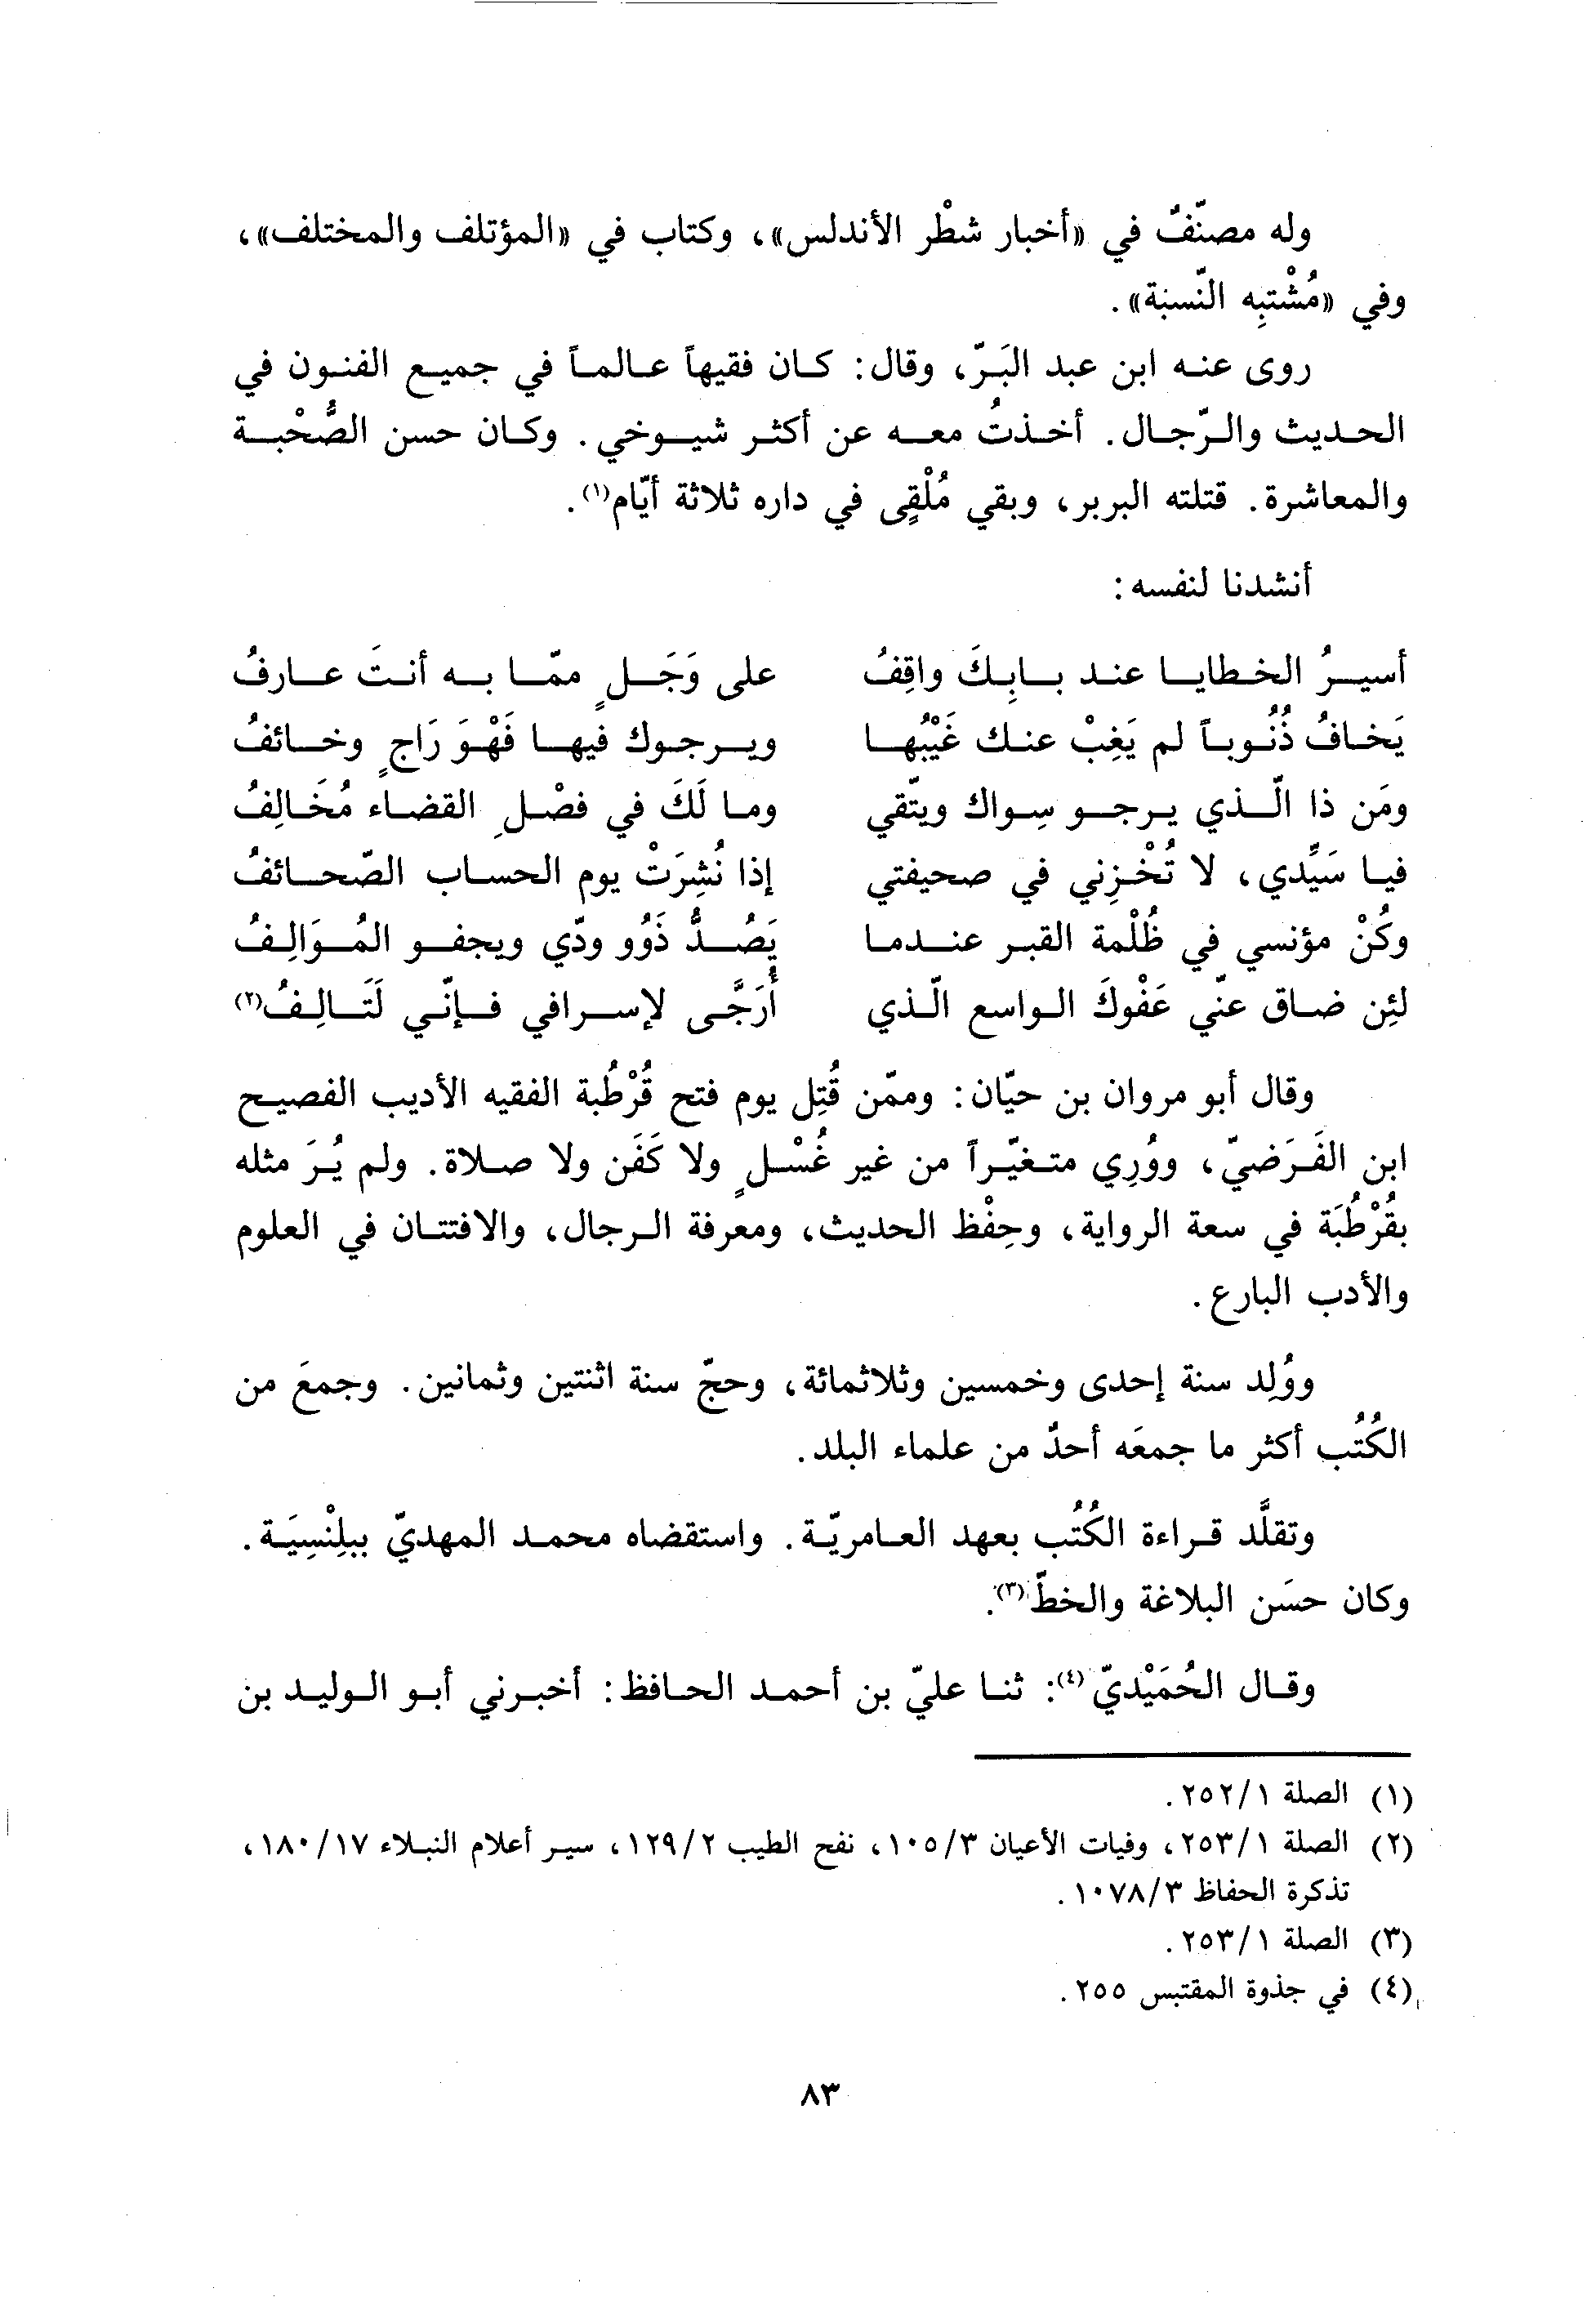 وله مصنّفٌ في «أخبار شطْر الأندلس»، وكتاب في «المؤتلف والمختلف»،
وفي «مُشْتبِه النّسبة».
روى عنه ابن عبد البَرّ، وقال: كان فقيهاً عالماً في جميع الفنون في
الحديث والرّجال. أخذتُ معه عن أكثر شيوخي. وكان حسن الصُّحْبة
والمعاشرة. قتلته البربر، وبقي مُلْقىٍ في داره ثلاثة أيّام(١).
أنشدنا لنفسه:
أسيرُ الخطايا عند بابِكَ واقِفُ على وَجَلٍ ممّا به أنتَ عارفُ
يَخافُ ذُنُوباً لم يَغِبْ عنك غَيْبُها ويرجوك فيها فَهْوَ رَاجٍ وخائفُ
ومَن ذا الّذي يرجو سِواك ويتّقي وما لَكَ في فصْلِ القضاء مُخَالِفُ
فيا سَيِّدي، لا تُخْزِني في صحيفتي إذا نُشِرَتْ يوم الحساب الصّحائفُ
وكُنْ مؤنسي في ظُلْمة القبر عندما يَصُدُّ ذَوُو ودّي ويجفو المُوَالِفُ
لئِن ضاق عنّي عَفْوكَ الواسع الّذي أُرَجَّى لإسرافي فإنّي لَتَالِفُ(٢)
وقال أبو مروان بن حيّان: وممّن قُتِل يوم فتح قُرْطُبة الفقيه الأديب الفصيح
ابن الفَرَضيّ، ووُرِي متغيّراً من غير غُسْلٍ ولا كَفَن ولا صلاة. ولم يُرَ مثله
بقُرْطُبَة في سعة الرواية، وحِفْظ الحديث، ومعرفة الرجال، والافتتان في العلوم
والأدب البارع.
ووُلِد سنة إحدى وخمسين وثلاثمائة، وحجّ سنة اثنتين وثمانين. وجمعَ من
الكُتُب أكثر ما جمعَه أحدٌ من علماء البلد.
وتقلَّد قراءة الكُتُب بعهد العامريّة. واستقضاه محمد المهديّ ببلِنْسِيَة.
وكان حسَن البلاغة والخطّ(٣).
وقال الحُمَيْديّ(٤): ثنا عليّ بن أحمد الحافظ: أخبرني أبو الوليد بن
(١) الصلة ٢٥٢/١.
(٢) الصلة ٢٥٣/١، وفيات الأعيان ١٠٥/٣، نفح الطيب ١٢٩/٢، سير أعلام النبلاء ١٨٠/١٧،
تذكرة الحفاظ ١٠٧٨/٣.
(٣) الصلة ٢٥٣/١.
(٤) في جذوة المقتبس ٢٥٥.
٨٣